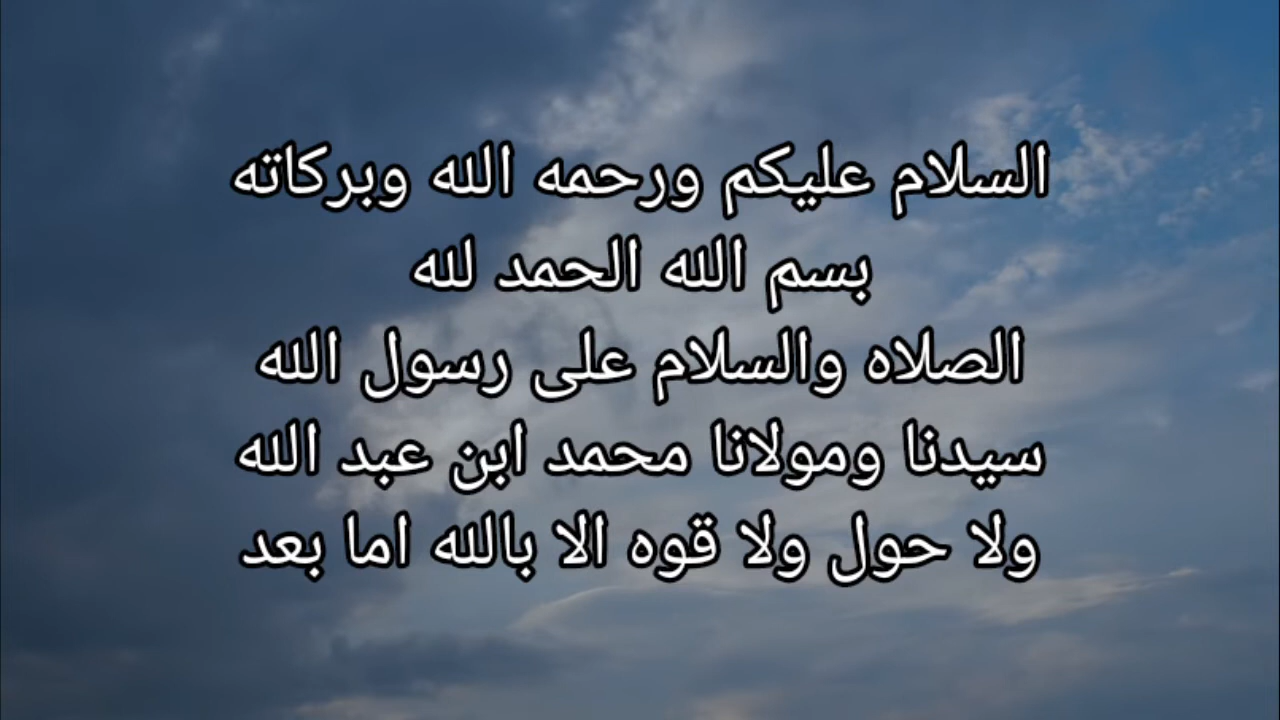 السلام عليكم ورحمه الله وبركاته
بسم الله الحمد لله
الصلاه والسلام على رسول الله
سيدنا ومولانا محمد ابن عبد الله
ولا حول ولا قوه الا بالله اما بعد